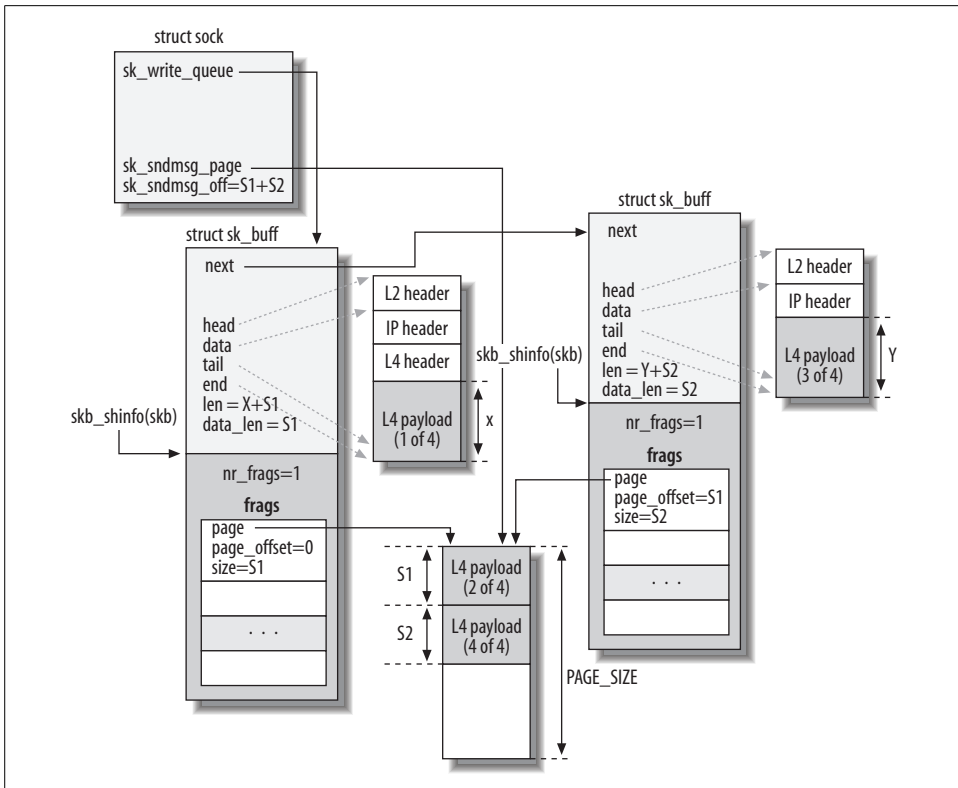 struct sock
sk_write_queue
sk_sndmsg_page
sk_sndmsg_off=S1+S2
struct sk_buff
next
head
data
tail
end
len = X+S1
data_len = S1
skb_shinfo(skb)
nr_frags=1
frags
page
page_offset=0
size=S1
. . .
L2 header
IP header
L4 header
L4 payload
(1 of 4)
x
struct sk_buff
next
head
data
tail
end
len = Y+S2
data_len = S2
skb_shinfo(skb)
nr_frags=1
frags
page
page_offset=S1
size=S2
. . .
L2 header
IP header
L4 payload
(3 of 4)
Y
S1
L4 payload
(2 of 4)
S2
L4 payload
(4 of 4)
PAGE_SIZE